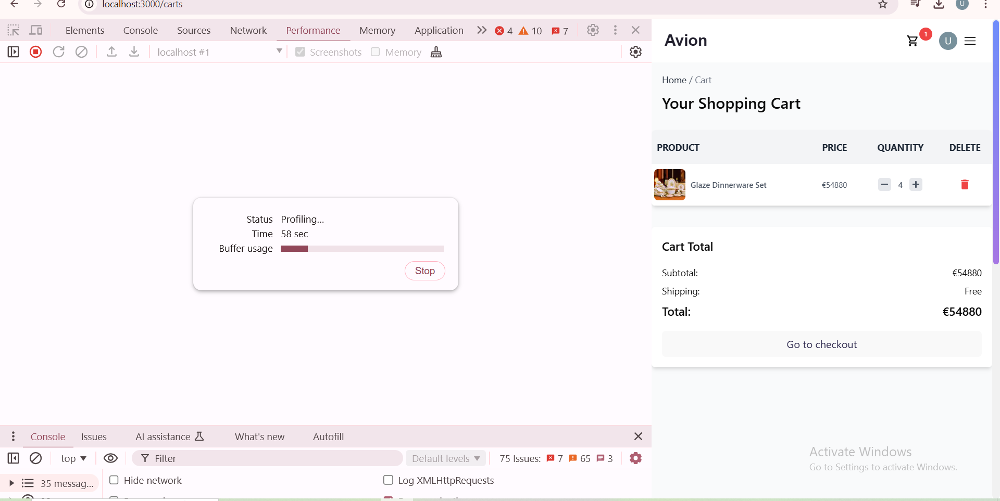 localhost:3000/carts
Elements Console Sources Network Performance Memory Application 4 10 7
localhost #1 Screenshots Memory
Status Profiling...
Time 58 sec
Buffer usage
Stop
Console Issues AI assistance What's new Autofill
top Filter Default levels 75 Issues: 7 65 3
35 messag... Hide network Log XMLHttpRequests
U
Avion 1 U
Home / Cart
Your Shopping Cart
PRODUCT PRICE QUANTITY DELETE
Glaze Dinnerware Set €54880 4
Cart Total
Subtotal: €54880
Shipping: Free
Total: €54880
Go to checkout
Activate Windows
Go to Settings to activate Windows.